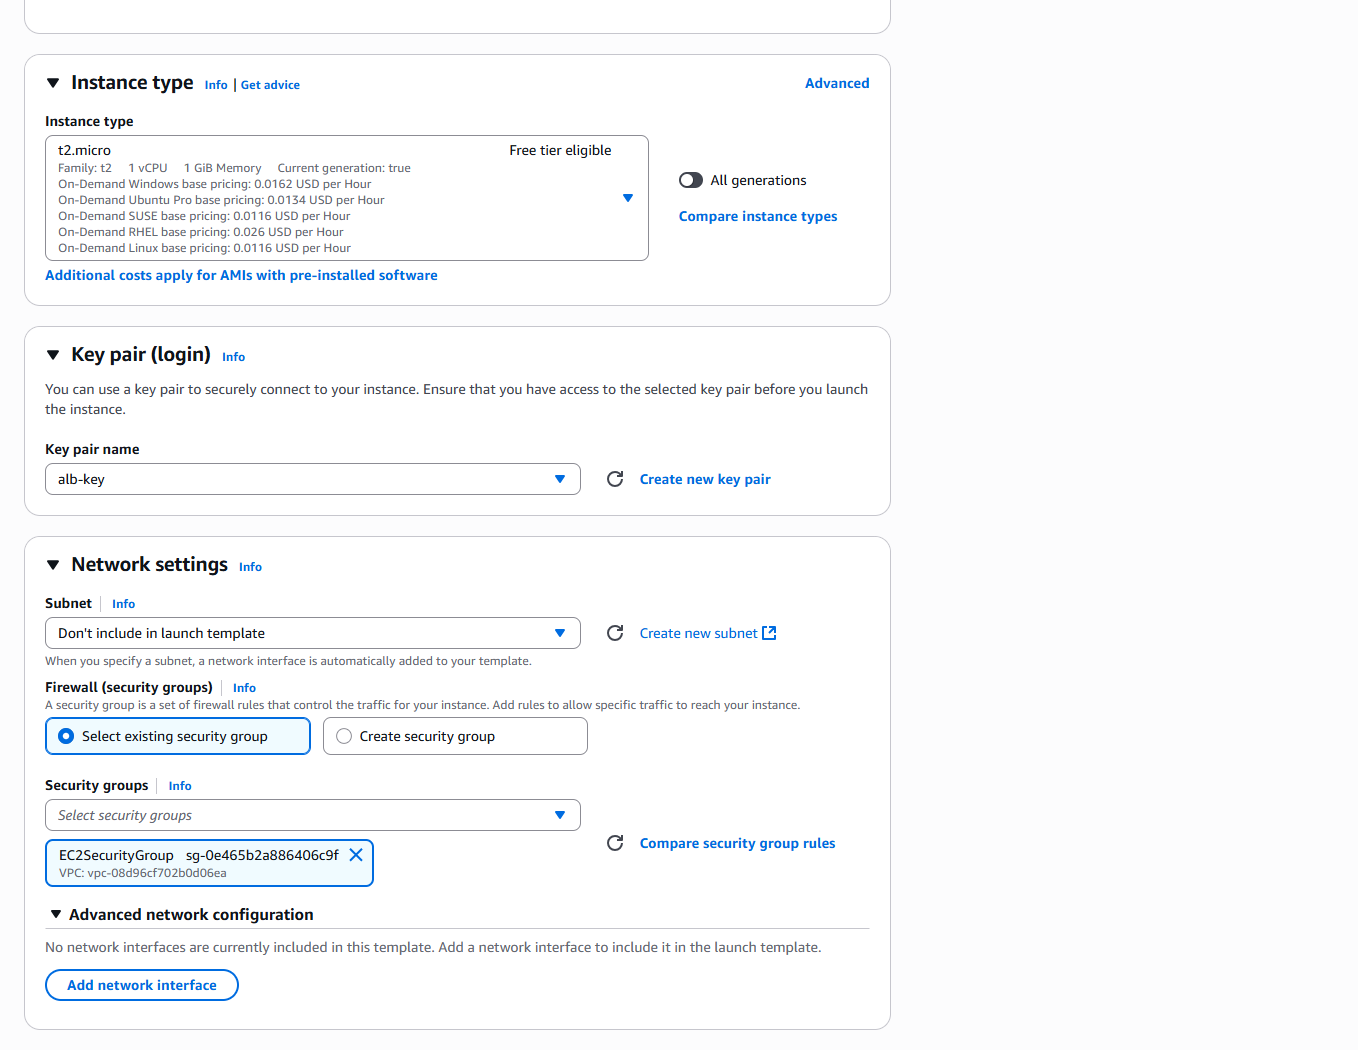 Instance type Info | Get advice Advanced
Instance type
t2.micro Free tier eligible
Family: t2 1 vCPU 1 GiB Memory Current generation: true
On-Demand Windows base pricing: 0.0162 USD per Hour
On-Demand Ubuntu Pro base pricing: 0.0134 USD per Hour
On-Demand SUSE base pricing: 0.0116 USD per Hour
On-Demand RHEL base pricing: 0.026 USD per Hour
On-Demand Linux base pricing: 0.0116 USD per Hour
All generations
Compare instance types
Additional costs apply for AMIs with pre-installed software
Key pair (login) Info
You can use a key pair to securely connect to your instance. Ensure that you have access to the selected key pair before you launch
the instance.
Key pair name
alb-key Create new key pair
Network settings Info
Subnet Info
Don't include in launch template Create new subnet
When you specify a subnet, a network interface is automatically added to your template.
Firewall (security groups) Info
A security group is a set of firewall rules that control the traffic for your instance. Add rules to allow specific traffic to reach your instance.
Select existing security group Create security group
Security groups Info
Select security groups
Compare security group rules
EC2SecurityGroup sg-0e465b2a886406c9f
VPC: vpc-08d96cf702b0d06ea
Advanced network configuration
No network interfaces are currently included in this template. Add a network interface to include it in the launch template.
Add network interface